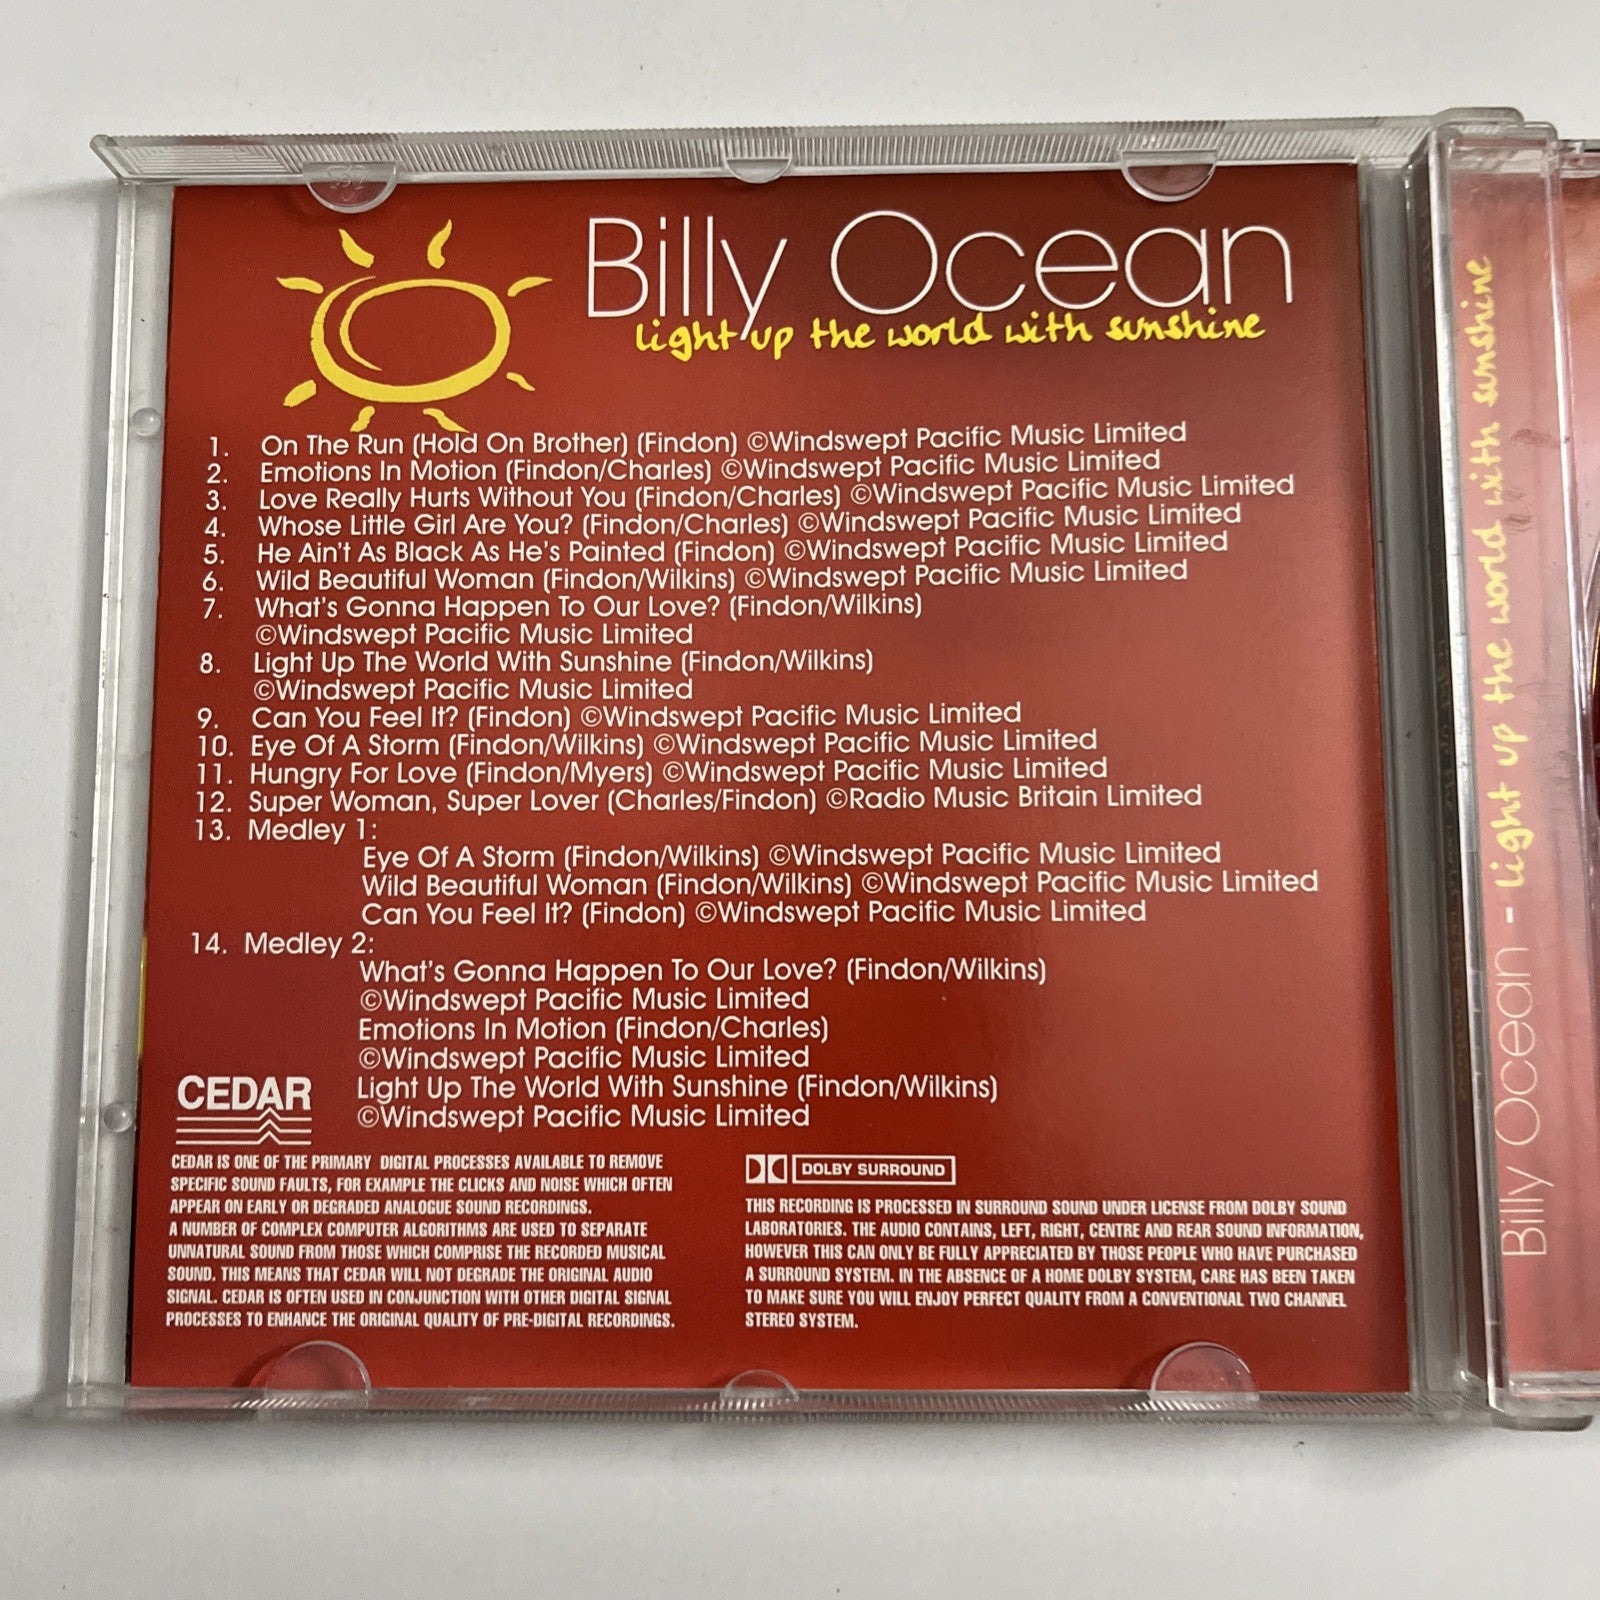 Billy Ocean
light up the world with sunshine
1. On The Run (Hold On Brother) (Findon) ©Windswept Pacific Music Limited
2. Emotions In Motion (Findon/Charles) ©Windswept Pacific Music Limited
3. Love Really Hurts Without You (Findon/Charles) ©Windswept Pacific Music Limited
4. Whose Little Girl Are You? (Findon/Charles) ©Windswept Pacific Music Limited
5. He Ain't As Black As He's Painted (Findon) ©Windswept Pacific Music Limited
6. Wild Beautiful Woman (Findon/Wilkins) ©Windswept Pacific Music Limited
7. What's Gonna Happen To Our Love? (Findon/Wilkins)
©Windswept Pacific Music Limited
8. Light Up The World With Sunshine (Findon/Wilkins)
©Windswept Pacific Music Limited
9. Can You Feel It? (Findon) ©Windswept Pacific Music Limited
10. Eye Of A Storm (Findon/Wilkins) ©Windswept Pacific Music Limited
11. Hungry For Love (Findon/Myers) ©Windswept Pacific Music Limited
12. Super Woman, Super Lover (Charles/Findon) ©Radio Music Britain Limited
13. Medley 1:
Eye Of A Storm (Findon/Wilkins) ©Windswept Pacific Music Limited
Wild Beautiful Woman (Findon/Wilkins) ©Windswept Pacific Music Limited
Can You Feel It? (Findon) ©Windswept Pacific Music Limited
14. Medley 2:
What's Gonna Happen To Our Love? (Findon/Wilkins)
©Windswept Pacific Music Limited
Emotions In Motion (Findon/Charles)
©Windswept Pacific Music Limited
Light Up The World With Sunshine (Findon/Wilkins)
©Windswept Pacific Music Limited
CEDAR
CEDAR IS ONE OF THE PRIMARY DIGITAL PROCESSES AVAILABLE TO REMOVE
SPECIFIC SOUND FAULTS, FOR EXAMPLE THE CLICKS AND NOISE WHICH OFTEN
APPEAR ON EARLY OR DEGRADED ANALOGUE SOUND RECORDINGS.
A NUMBER OF COMPLEX COMPUTER ALGORITHMS ARE USED TO SEPARATE
UNNATURAL SOUND FROM THOSE WHICH COMPRISE THE RECORDED MUSICAL
SOUND. THIS MEANS THAT CEDAR WILL NOT DEGRADE THE ORIGINAL AUDIO
SIGNAL. CEDAR IS OFTEN USED IN CONJUNCTION WITH OTHER DIGITAL SIGNAL
PROCESSES TO ENHANCE THE ORIGINAL QUALITY OF PRE-DIGITAL RECORDINGS.
DOLBY SURROUND
THIS RECORDING IS PROCESSED IN SURROUND SOUND UNDER LICENSE FROM DOLBY SOUND
LABORATORIES. THE AUDIO CONTAINS, LEFT, RIGHT, CENTRE AND REAR SOUND INFORMATION,
HOWEVER THIS CAN ONLY BE FULLY APPRECIATED BY THOSE PEOPLE WHO HAVE PURCHASED
A SURROUND SYSTEM. IN THE ABSENCE OF A HOME DOLBY SYSTEM, CARE HAS BEEN TAKEN
TO MAKE SURE YOU WILL ENJOY PERFECT QUALITY FROM A CONVENTIONAL TWO CHANNEL
STEREO SYSTEM.
Billy Ocean - light up the world with sunshine